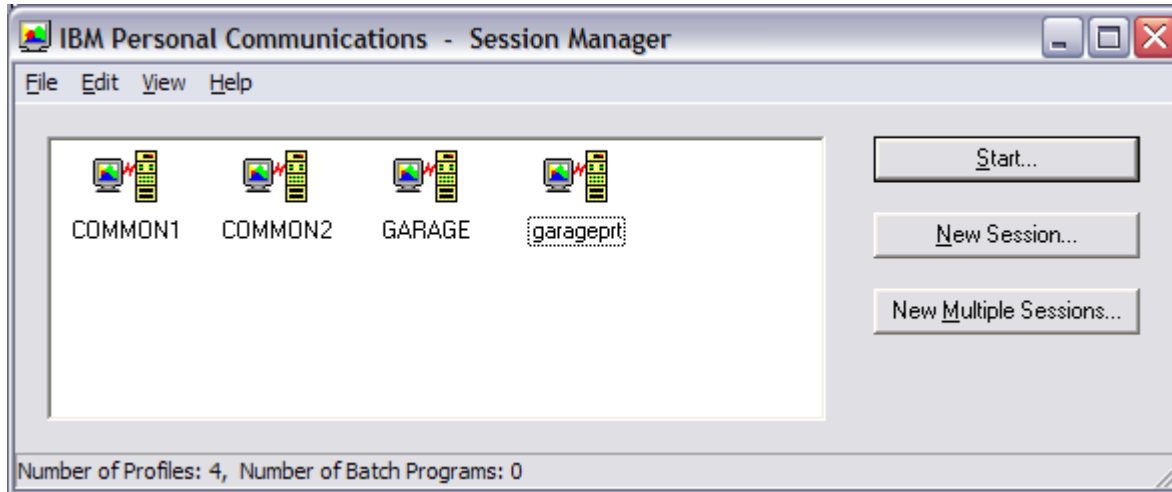 IBM Personal Communications - Session Manager
File Edit View Help
COMMON1 COMMON2 GARAGE garageprt
Start...
New Session...
New Multiple Sessions...
Number of Profiles: 4, Number of Batch Programs: 0